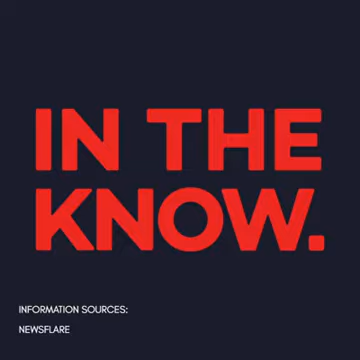 IN THE
KNOW.
INFORMATION SOURCES:
NEWSFLARE